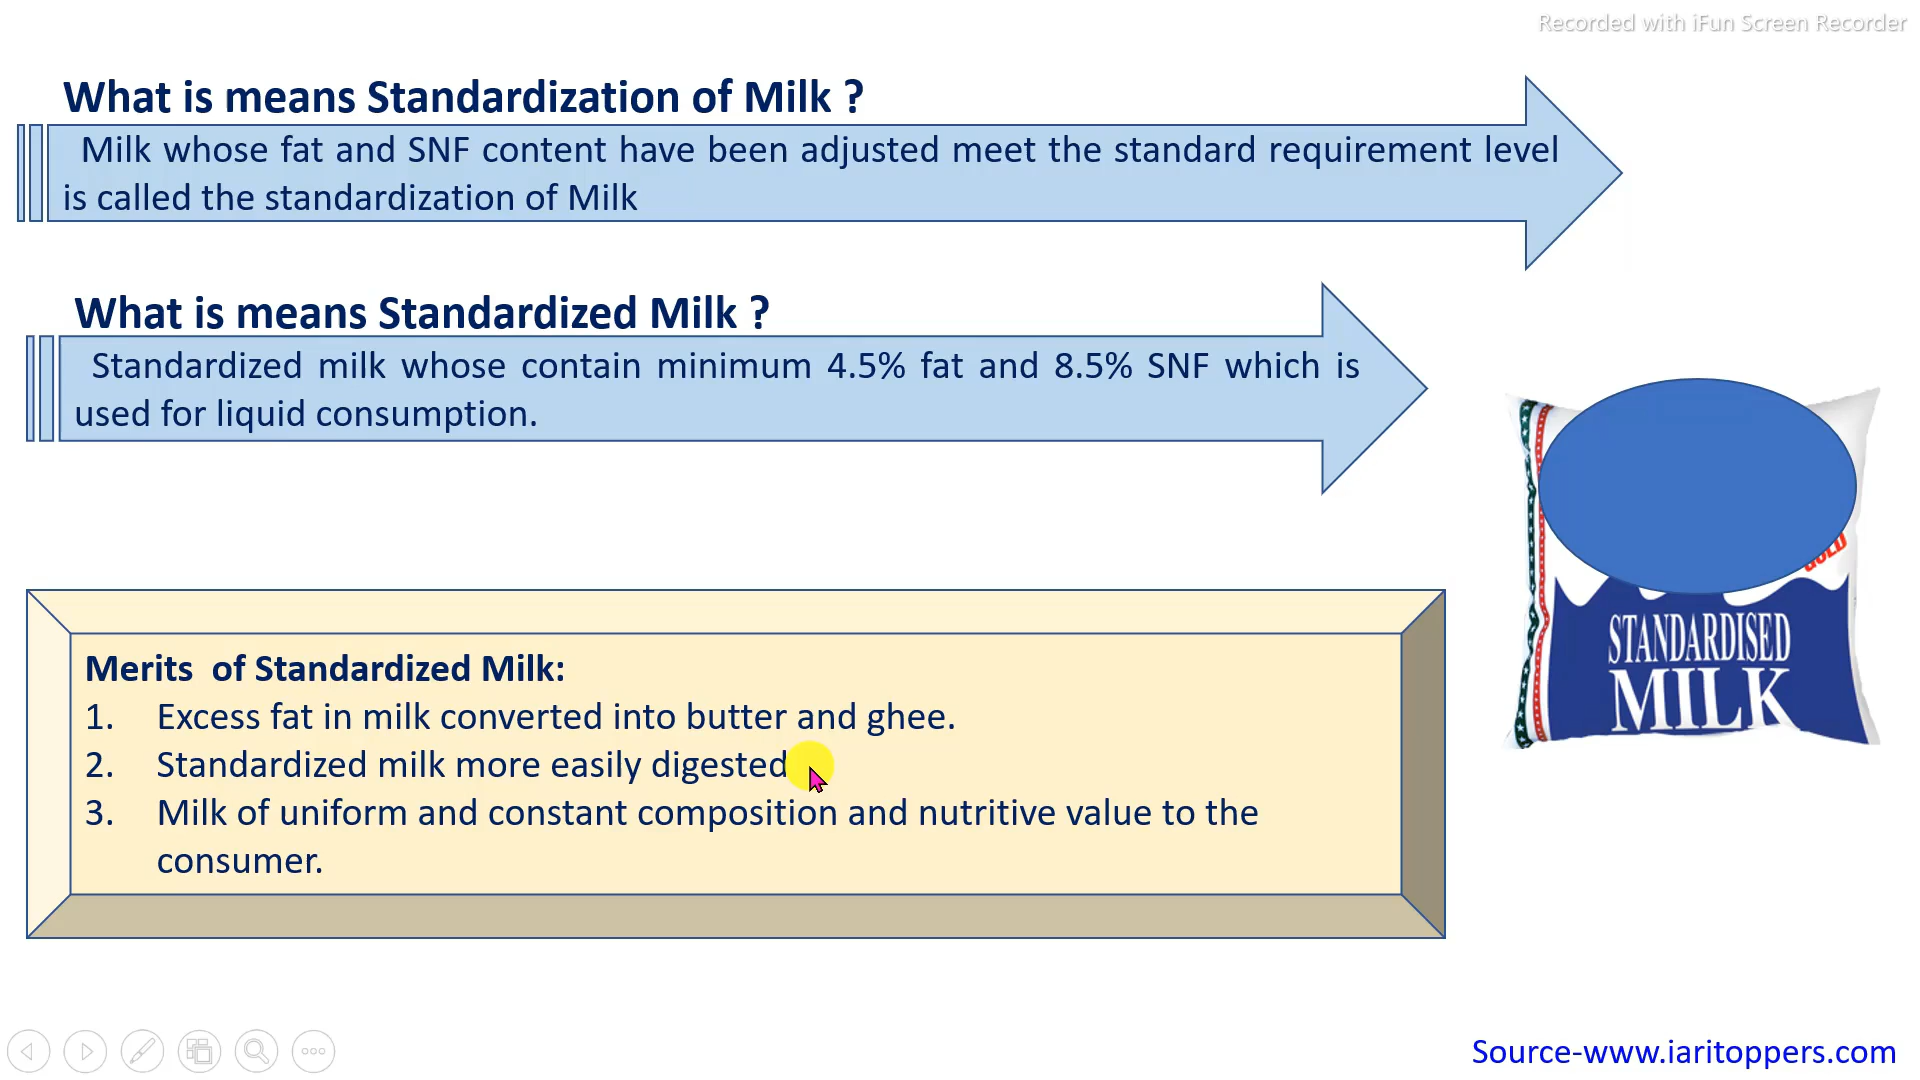 Recorded with iFun Screen Recorder
What is means Standardization of Milk ?
Milk whose fat and SNF content have been adjusted meet the standard requirement level
is called the standardization of Milk
What is means Standardized Milk ?
Standardized milk whose contain minimum 4.5% fat and 8.5% SNF which is
used for liquid consumption.
GOLD
STANDARDISED
MILK
Merits of Standardized Milk:
1. Excess fat in milk converted into butter and ghee.
2. Standardized milk more easily digested
3. Milk of uniform and constant composition and nutritive value to the
consumer.
Source-www.iaritoppers.com